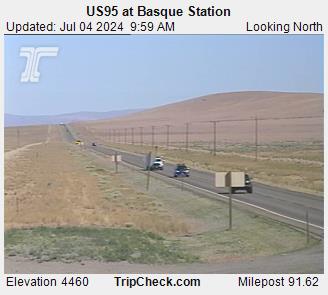 US95 at Basque Station
Updated: Jul 04 2024 9:59 AM Looking North
Elevation 4460 TripCheck.com Milepost 91.62